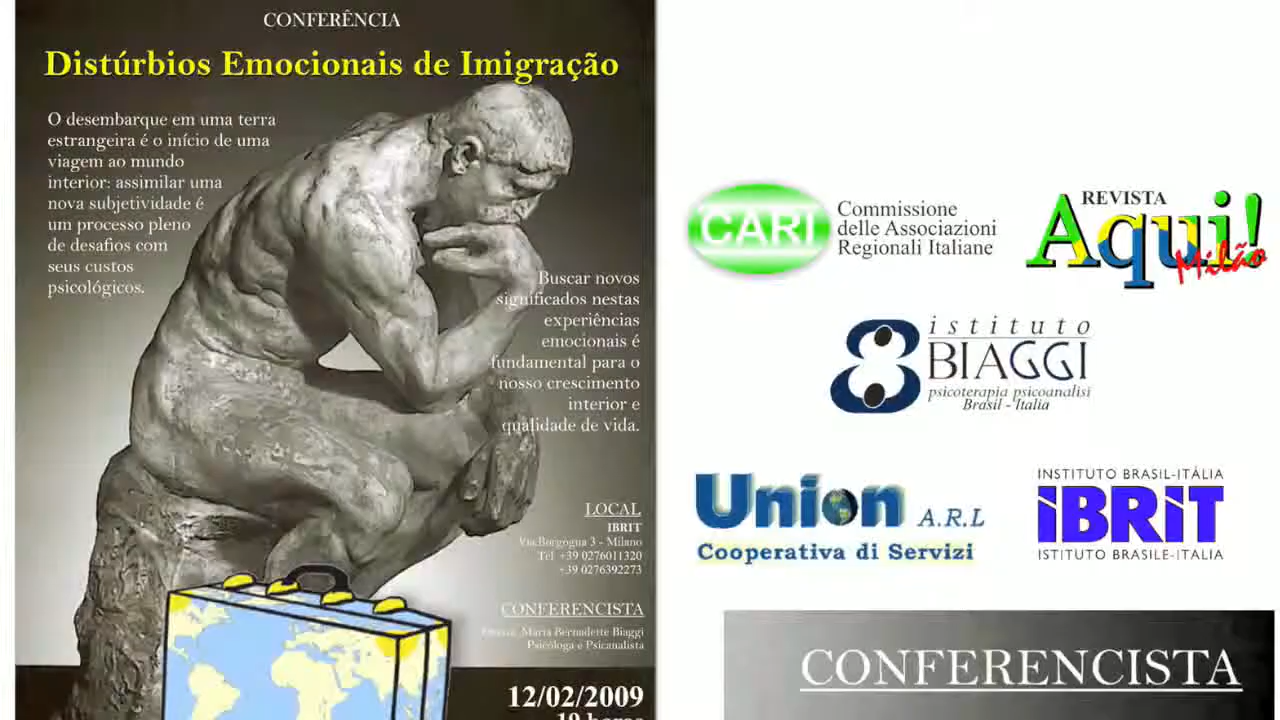 CONFERÊNCIA
Distúrbios Emocionais de Imigração
O desembarque em uma terra
estrangeira é o início de uma
viagem ao mundo
interior: assimilar uma
nova subjetividade é
um processo pleno
de desafios com
seus custos
psicológicos.
Buscar novos
significados nestas
experiências
emocionais é
fundamental para o
nosso crescimento
interior e
qualidade de vida.
LOCAL
IBRIT
Via Borgogna 3 - Milano
Tel +39 0276011320
+39 0276392273
CONFERENCISTA
Maria Bernadette Biaggi
Psicóloga e Psicanalista
12/02/2009
19 horas
CARI
Commissione
delle Associazioni
Regionali Italiane
REVISTA
Aqui!
Milão
istituto
BIAGGI
psicoterapia psicoanalisi
Brasil - Italia
Union A.R.L
Cooperativa di Servizi
INSTITUTO BRASIL-ITÁLIA
iBRiT
ISTITUTO BRASILE-ITALIA
CONFERENCISTA